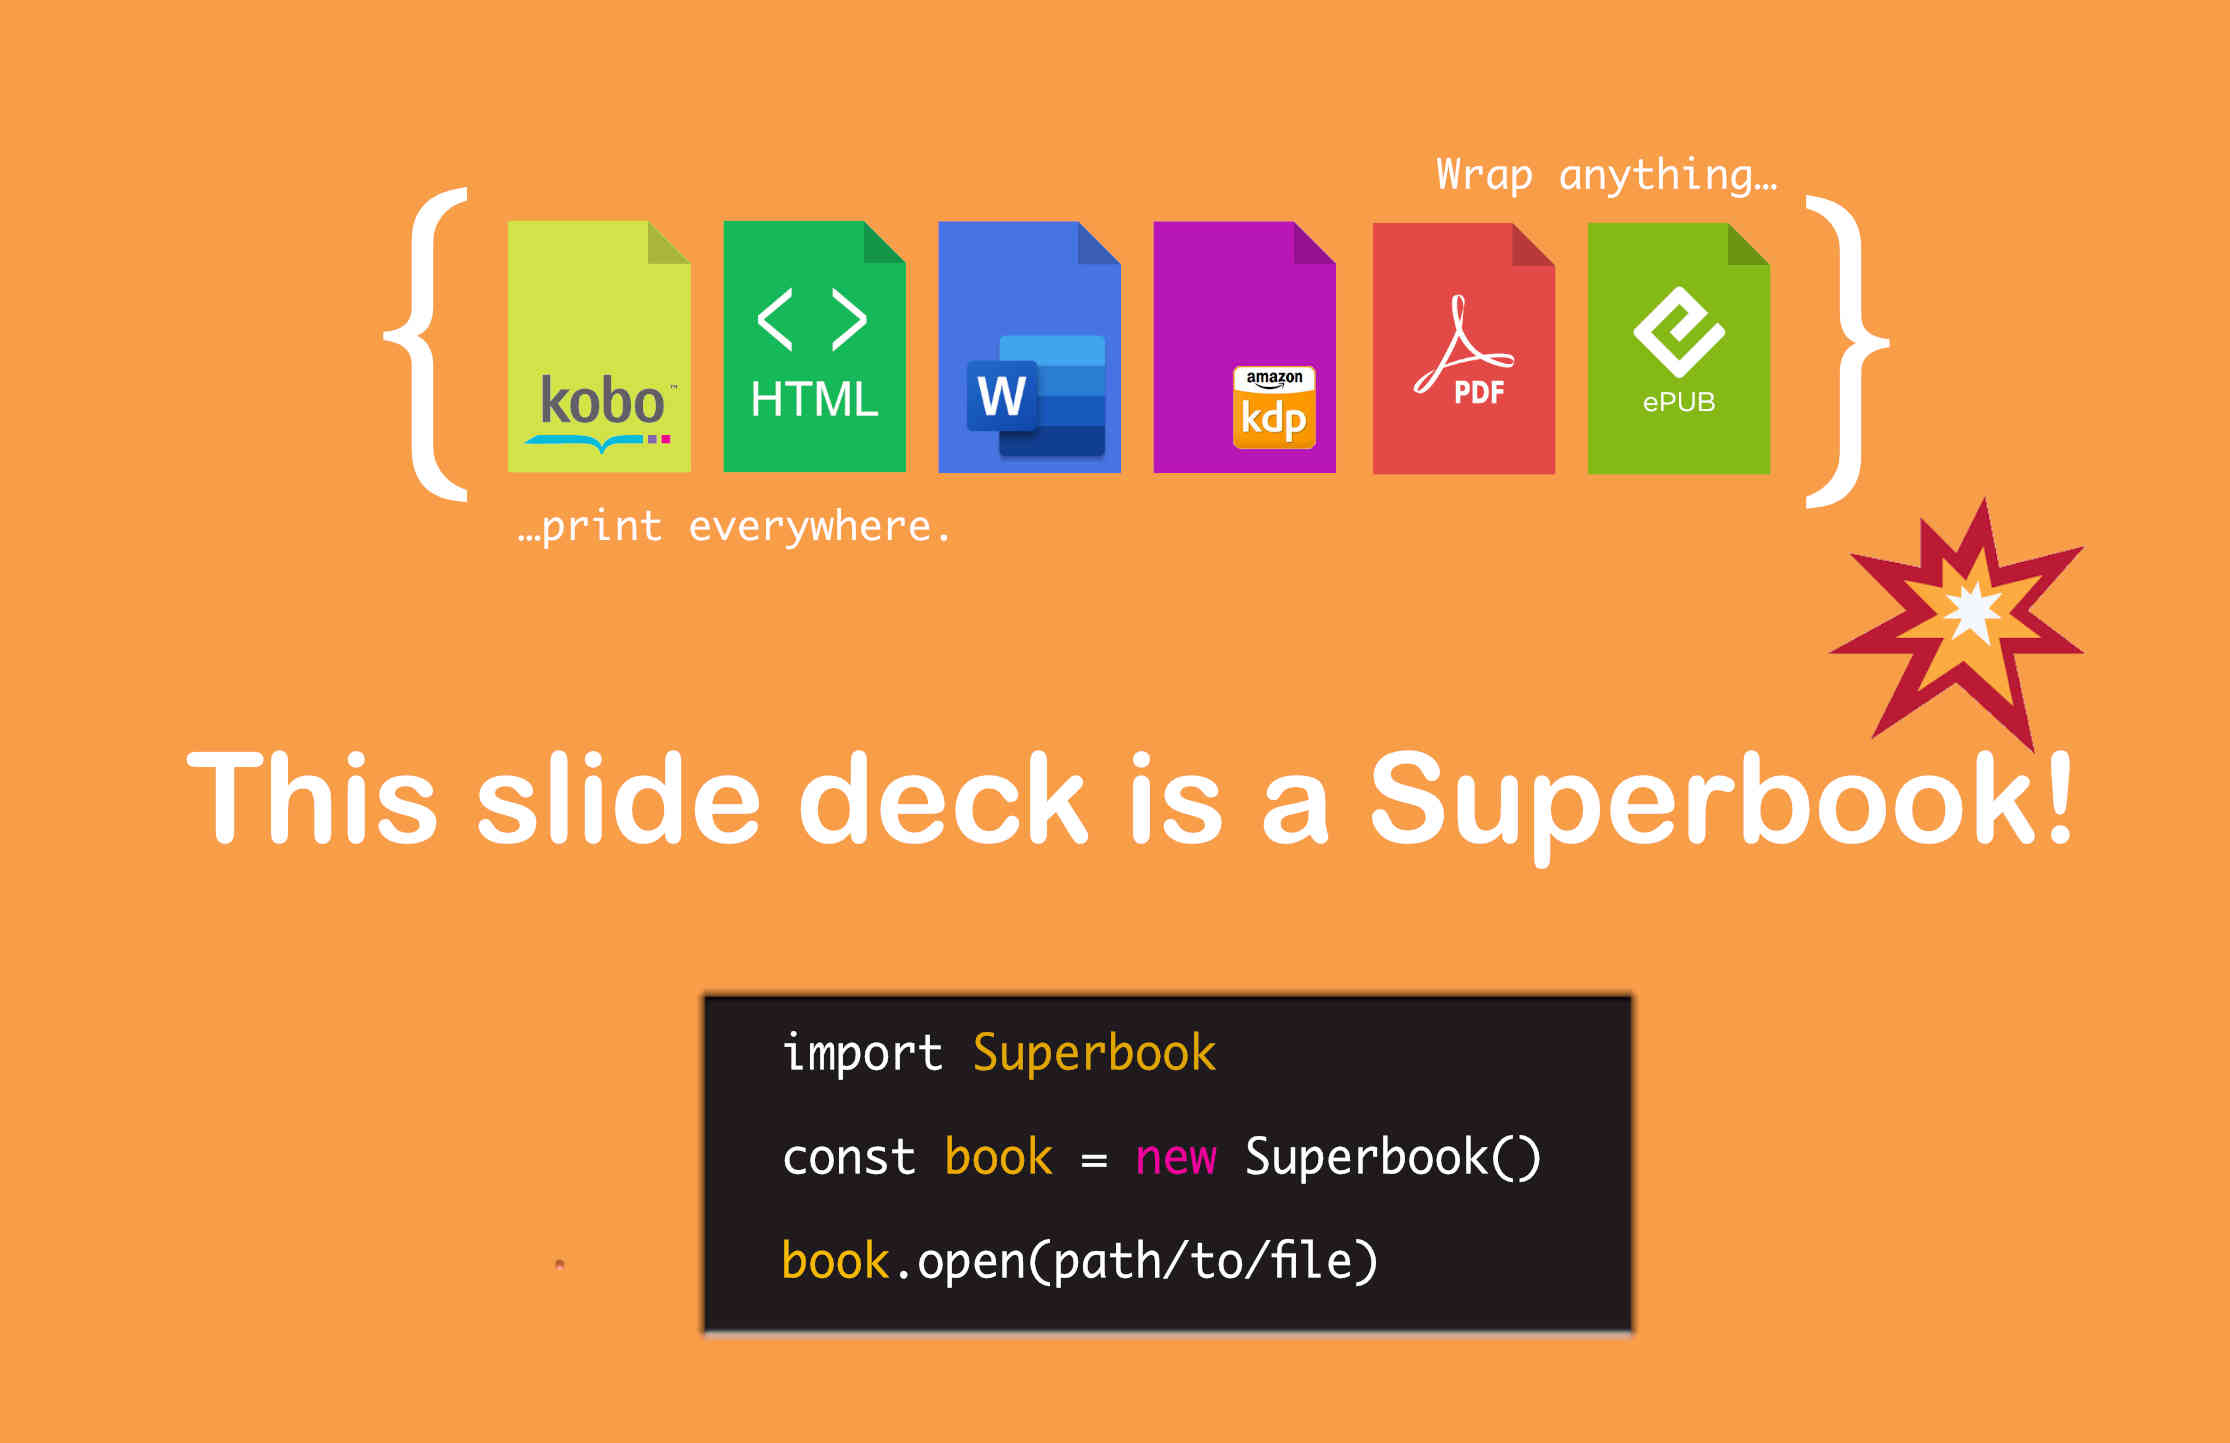 Wrap anything…
kobo™
< >
HTML
W
amazon
kdp
PDF
e
ePUB
…print everywhere.
This slide deck is a Superbook!
import Superbook
const book = new Superbook()
book.open(path/to/file)